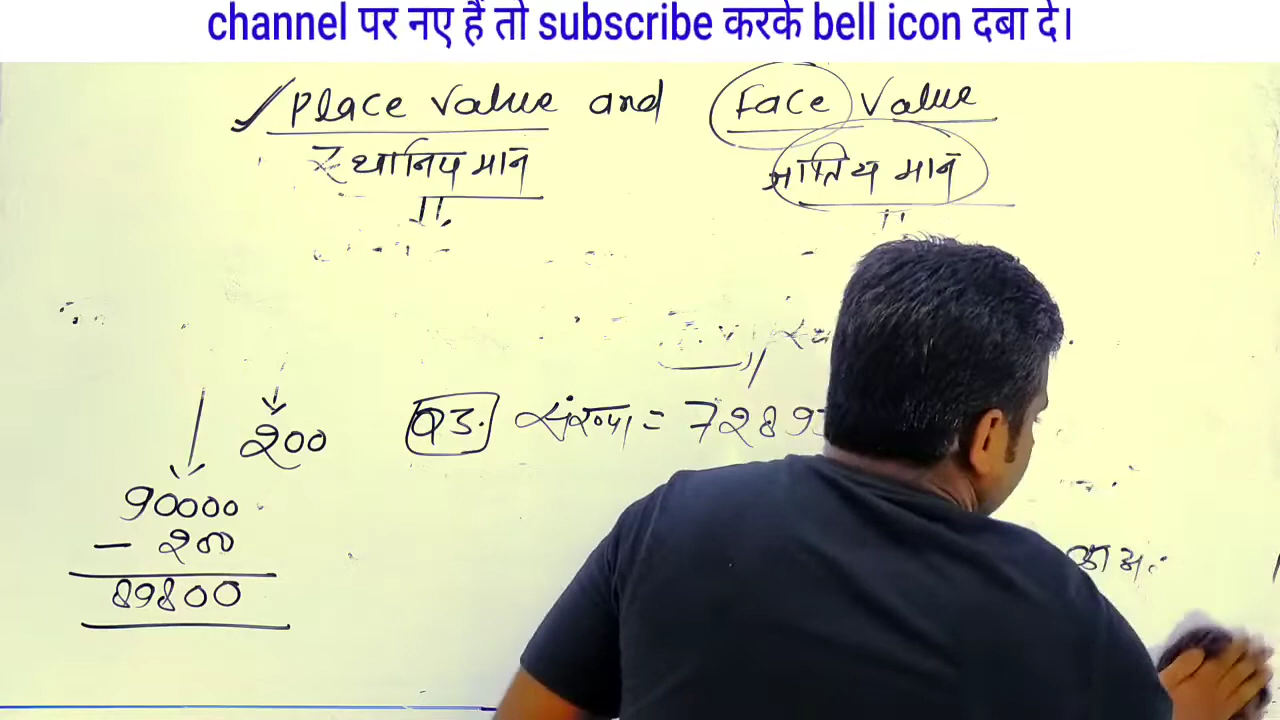 channel पर नए हैं तो subscribe करके bell icon दबा दे।
Place Value and Face Value
स्थानिय मान जातिय मान
200
Q3. संख्या = 7289
90000
- 200
89800